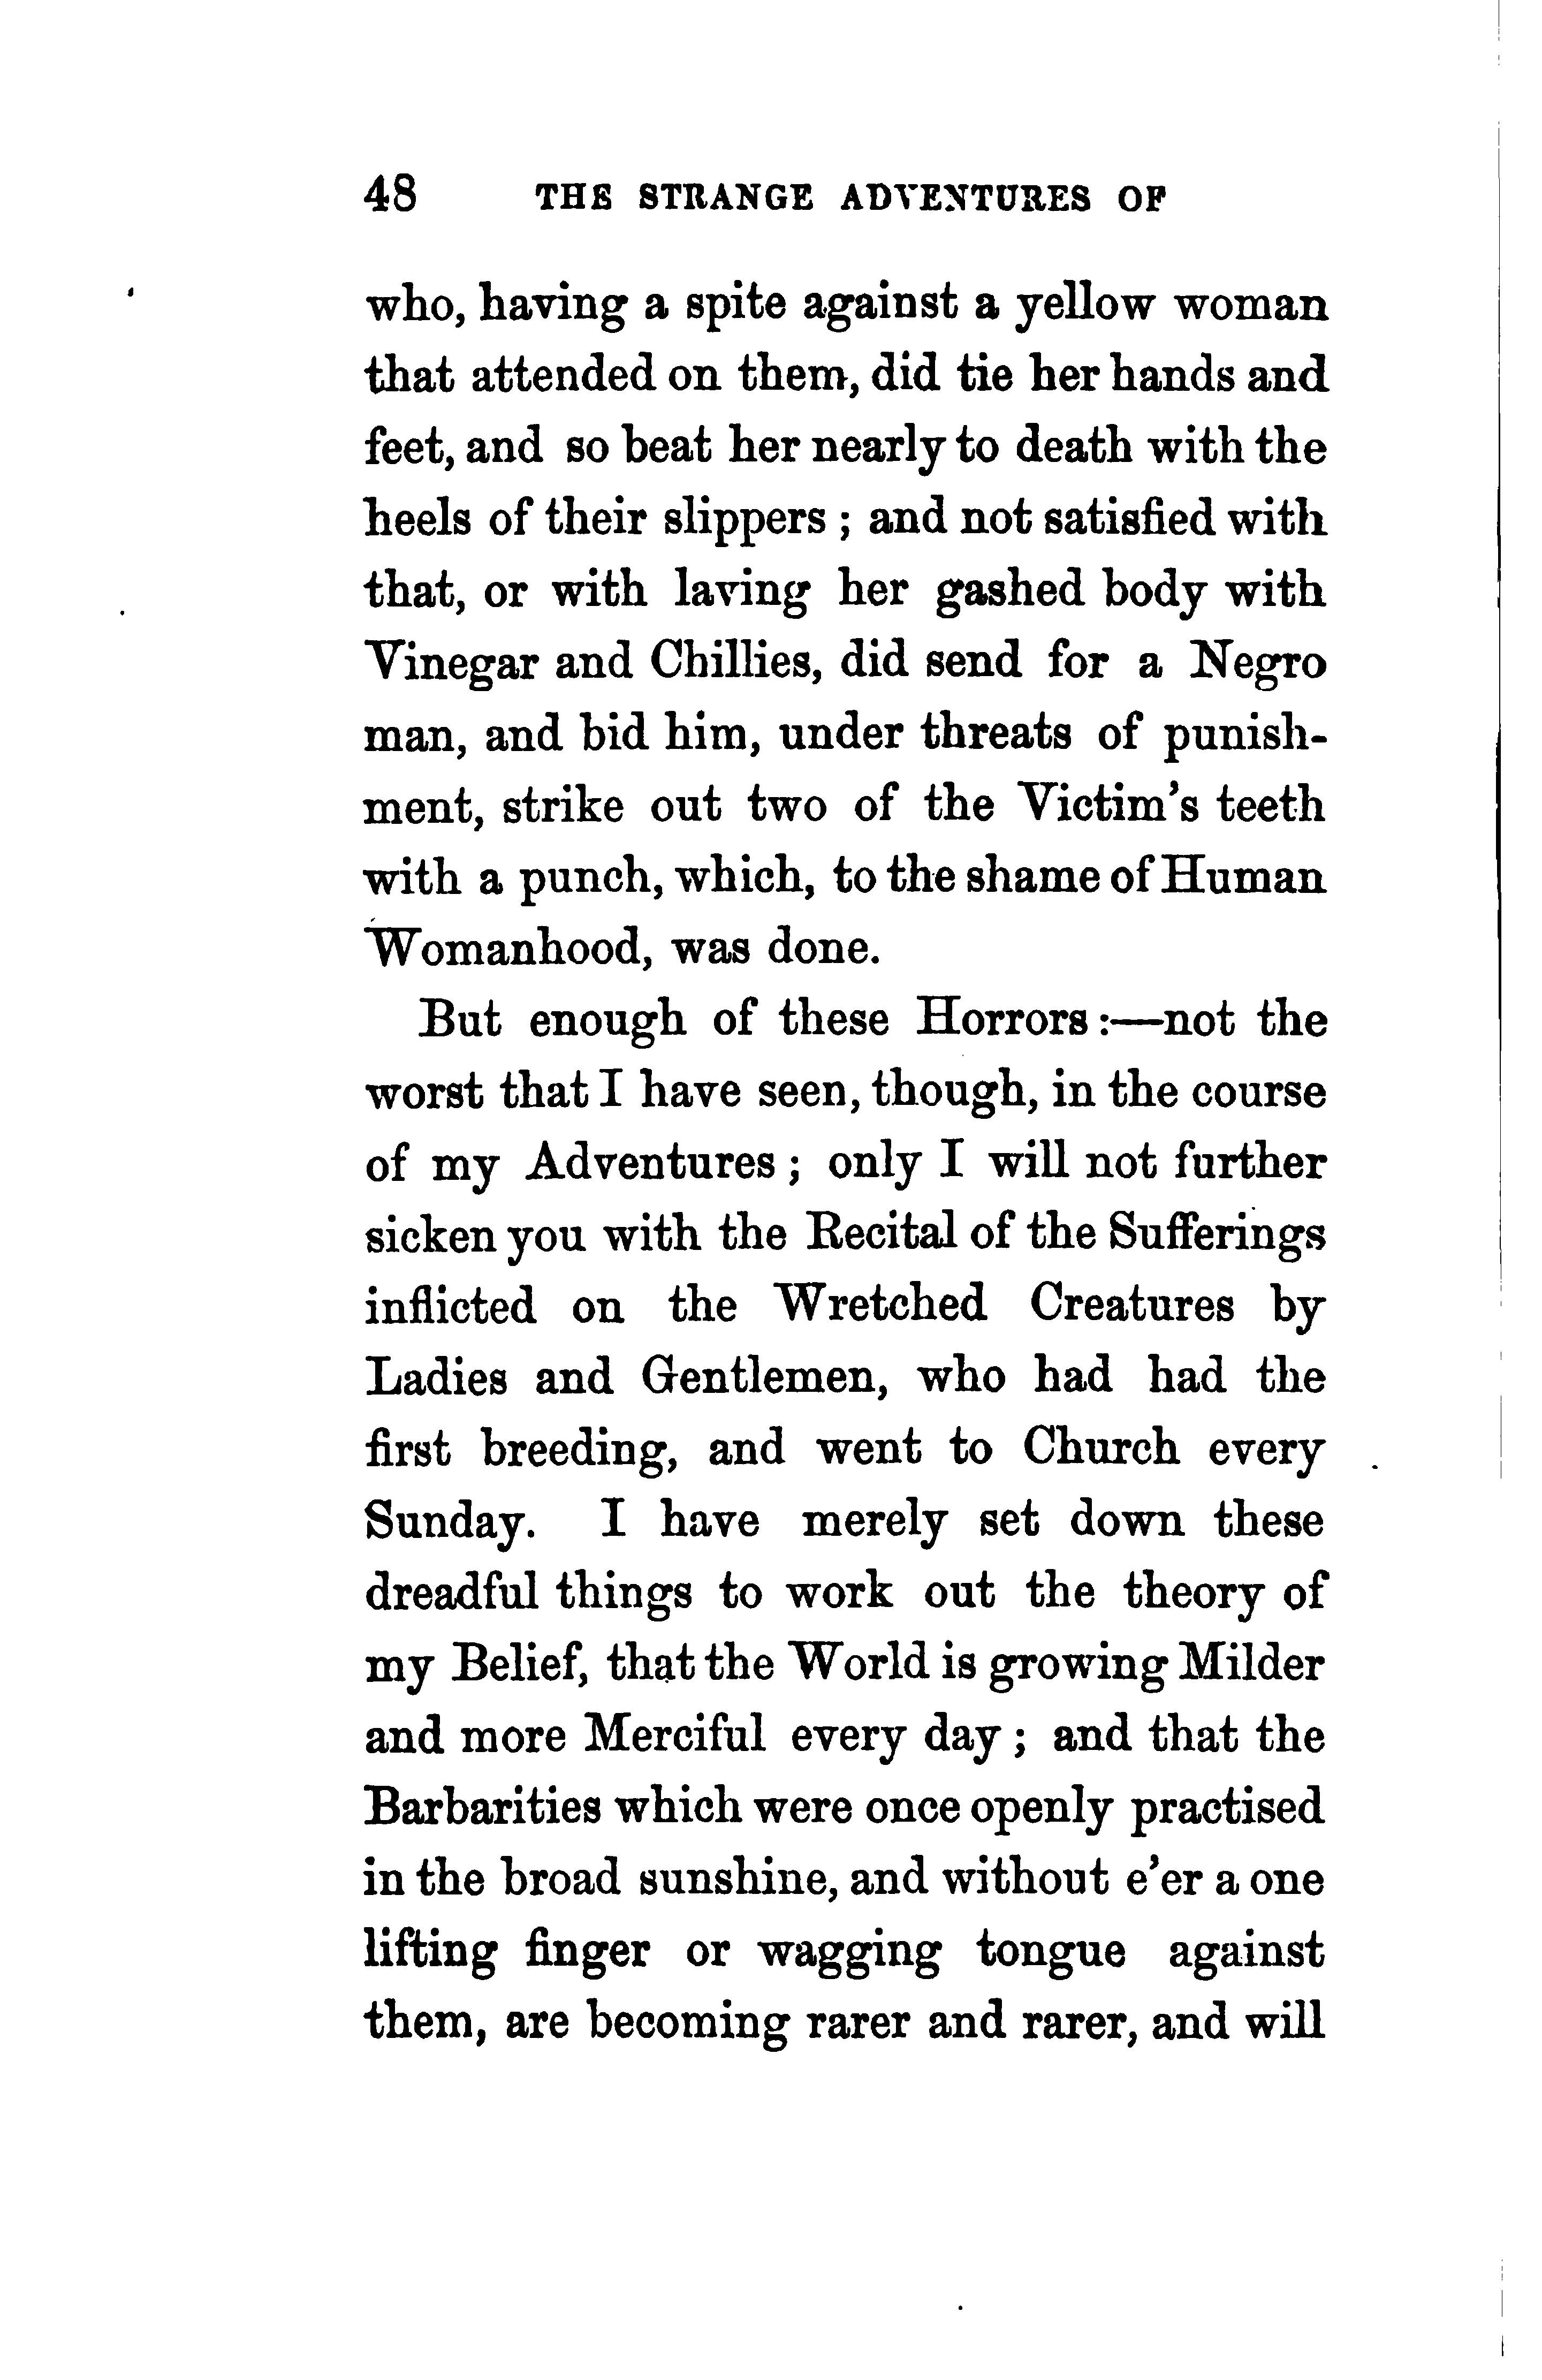 48 THE STRANGE ADVENTURES OF
who, having a spite against a yellow woman
that attended on them, did tie her hands and
feet, and so beat her nearly to death with the
heels of their slippers ; and not satisfied with
that, or with laving her gashed body with
Vinegar and Chillies, did send for a Negro
man, and bid him, under threats of punish-
ment, strike out two of the Victim's teeth
with a punch, which, to the shame of Human
Womanhood, was done.
But enough of these Horrors :—not the
worst that I have seen, though, in the course
of my Adventures ; only I will not further
sicken you with the Recital of the Sufferings
inflicted on the Wretched Creatures by
Ladies and Gentlemen, who had had the
first breeding, and went to Church every
Sunday. I have merely set down these
dreadful things to work out the theory of
my Belief, that the World is growing Milder
and more Merciful every day ; and that the
Barbarities which were once openly practised
in the broad sunshine, and without e'er a one
lifting finger or wagging tongue against
them, are becoming rarer and rarer, and will